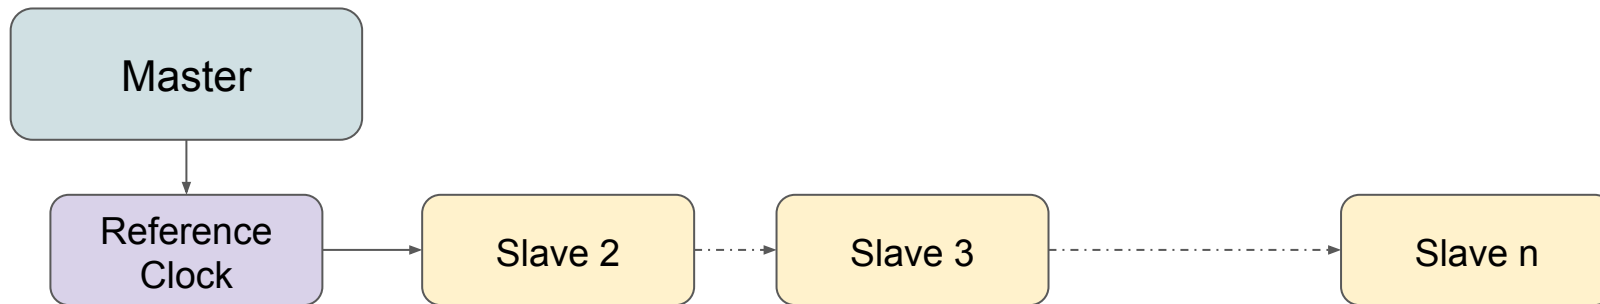 Master
Reference
Clock
Slave 2
Slave 3
Slave n